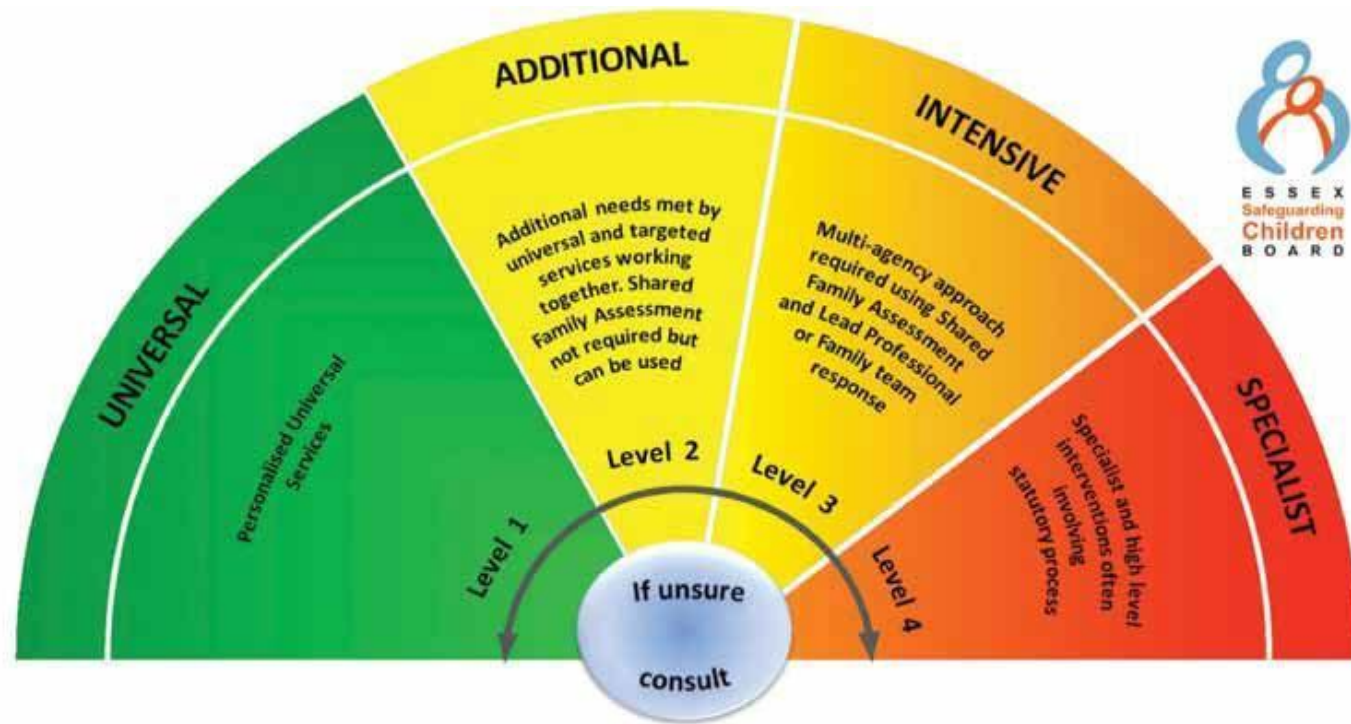 UNIVERSAL
Personalised Universal
Services
Level 1
ADDITIONAL
Additional needs met by
universal and targeted
services working
together. Shared
Family Assessment
not required but
can be used
Level 2
INTENSIVE
Multi-agency approach
required using Shared
Family Assessment
and Lead Professional
or Family team
response
Level 3
SPECIALIST
Specialist and high level
interventions often
involving
statutory process
Level 4
If unsure
consult
ESSEX
Safeguarding
Children
BOARD